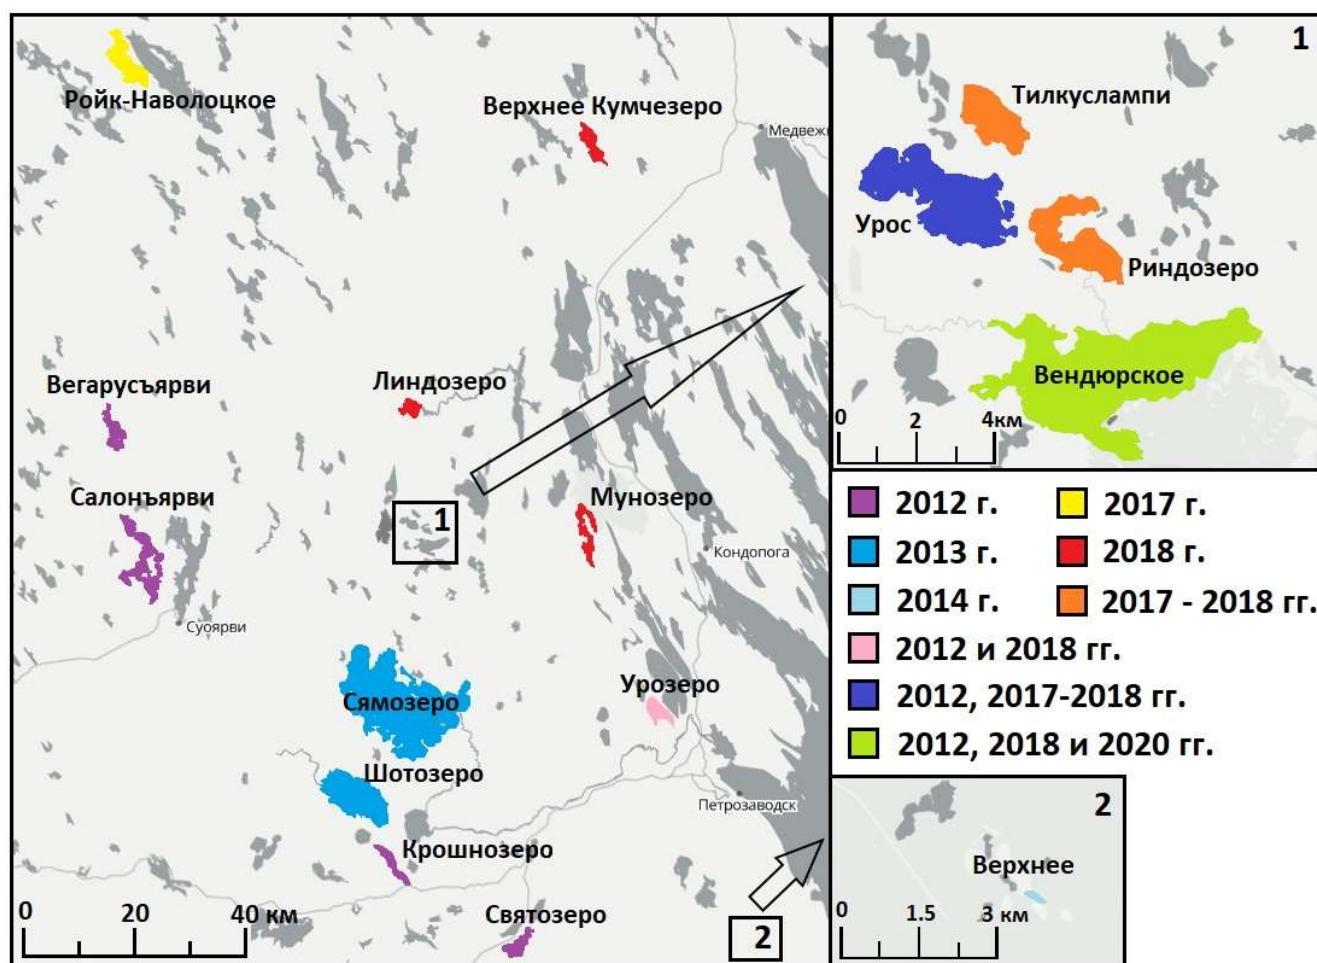 Ройк-Наволоцкое
Верхнее Кумчезеро
Медвежь
Вегарусъярви
Линдозеро
Салонъярви
1
Мунозеро
Кондопога
Суоярви
Сямозеро
Урозеро
Шотозеро
Петрозаводск
Крошнозеро
Святозеро
0 20 40 км
2
1
Тилкуслампи
Урос
Риндозеро
Вендюрское
0 2 4км
2012 г.
2017 г.
2013 г.
2018 г.
2014 г.
2017 - 2018 гг.
2012 и 2018 гг.
2012, 2017-2018 гг.
2012, 2018 и 2020 гг.
2
Верхнее
0 1.5 3 км